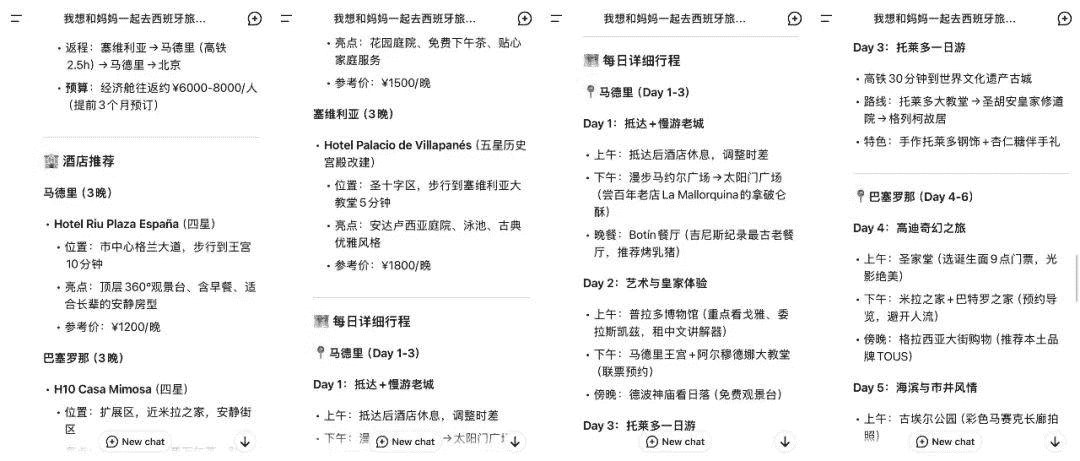 我想和妈妈一起去西班牙旅...
• 返程：塞维利亚→马德里（高铁
2.5h）→马德里→北京
• 预算：经济舱往返约¥6000-8000/人
（提前3个月预订）
酒店推荐
马德里（3晚）
• Hotel Riu Plaza España（四星）
• 位置：市中心格兰大道，步行到王宫
10分钟
• 亮点：顶层360°观景台、含早餐、适
合长辈的安静房型
• 参考价：¥1200/晚
巴塞罗那（3晚）
• H10 Casa Mimosa（四星）
• 位置：扩展区，近米拉之家，安静街
区
New chat
我想和妈妈一起去西班牙旅...
• 亮点：花园庭院、免费下午茶、贴心
家庭服务
• 参考价：¥1500/晚
塞维利亚（3晚）
• Hotel Palacio de Villapanés（五星历史
宫殿改建）
• 位置：圣十字区，步行到塞维利亚大
教堂5分钟
• 亮点：安达卢西亚庭院、泳池、古典
优雅风格
• 参考价：¥1800/晚
每日详细行程
马德里（Day 1-3）
Day 1：抵达＋慢游老城
• 上午：抵达后酒店休息，调整时差
• 下午：漫
→太阳门广场
New chat
我想和妈妈一起去西班牙旅...
每日详细行程
马德里（Day 1-3）
Day 1：抵达＋慢游老城
• 上午：抵达后酒店休息，调整时差
• 下午：漫步马约尔广场→太阳门广场
（尝百年老店La Mallorquina的拿破仑
酥）
• 晚餐：Botín餐厅（吉尼斯纪录最古老餐
厅，推荐烤乳猪）
Day 2：艺术与皇家体验
• 上午：普拉多博物馆（重点看戈雅、委
拉斯凯兹，租中文讲解器）
• 下午：马德里王宫＋阿尔穆德娜大教堂
（联票预约）
• 傍晚：德波神庙看日落（免费观景台）
Day 3：托莱多一日游
New chat
我想和妈妈一起去西班牙旅...
Day 3：托莱多一日游
• 高铁30分钟到世界文化遗产古城
• 路线：托莱多大教堂→圣胡安皇家修道
院→格列柯故居
• 特色：手作托莱多钢饰＋杏仁糖伴手礼
巴塞罗那（Day 4-6）
Day 4：高迪奇幻之旅
• 上午：圣家堂（选诞生面9点门票，光
影绝美）
• 下午：米拉之家＋巴特罗之家（预约导
览，避开人流）
• 傍晚：格拉西亚大街购物（推荐本土品
牌TOUS）
Day 5：海滨与市井风情
• 上午：古埃尔公园（彩色马赛克长廊拍
照）
New chat